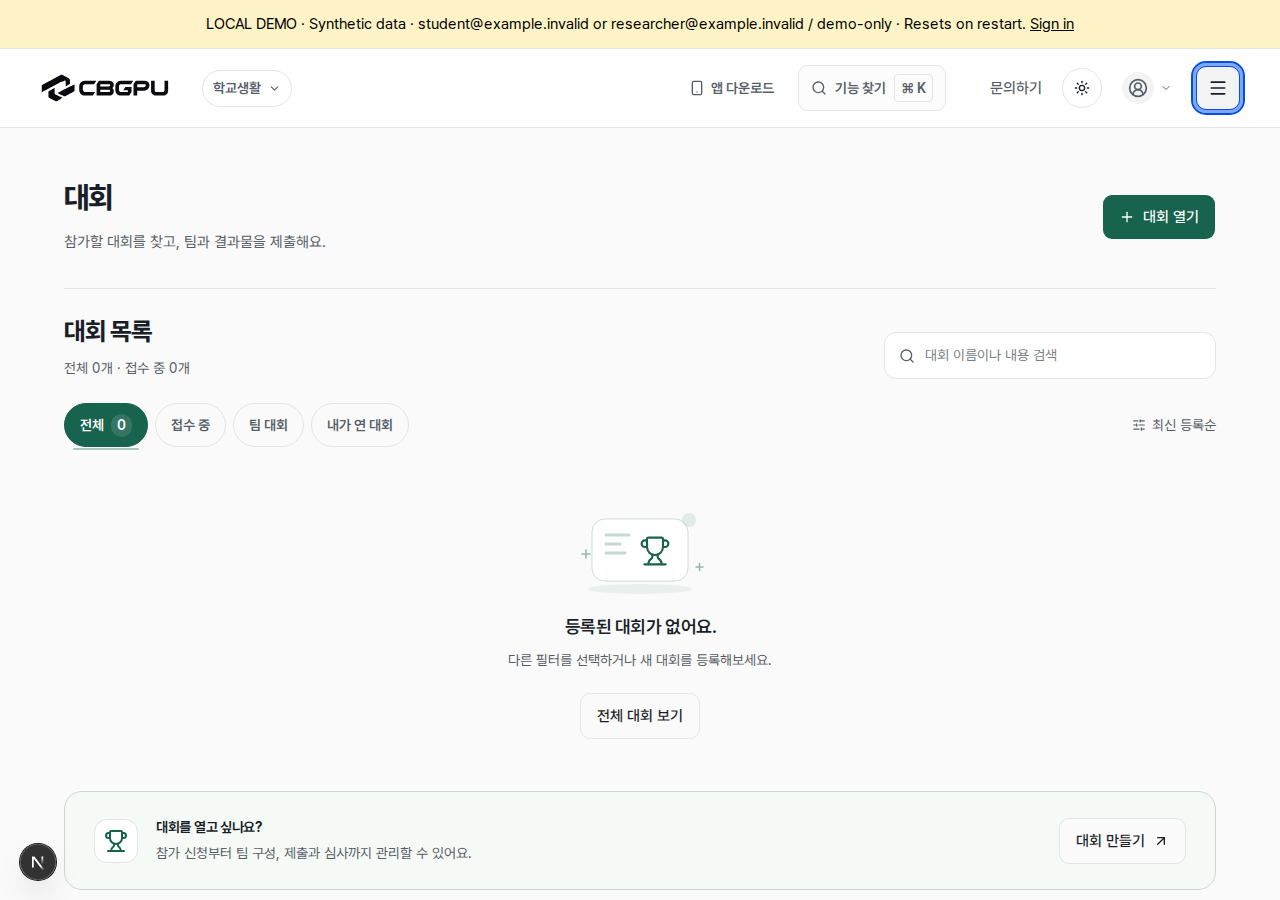 LOCAL DEMO · Synthetic data · student@example.invalid or researcher@example.invalid / demo-only · Resets on restart. Sign in
CBGPU
학교생활
앱 다운로드
기능 찾기
⌘ K
문의하기
대회
참가할 대회를 찾고, 팀과 결과물을 제출해요.
대회 열기
대회 목록
전체 0개 · 접수 중 0개
대회 이름이나 내용 검색
전체 0
접수 중
팀 대회
내가 연 대회
최신 등록순
등록된 대회가 없어요.
다른 필터를 선택하거나 새 대회를 등록해보세요.
전체 대회 보기
대회를 열고 싶나요?
참가 신청부터 팀 구성, 제출과 심사까지 관리할 수 있어요.
대회 만들기
N